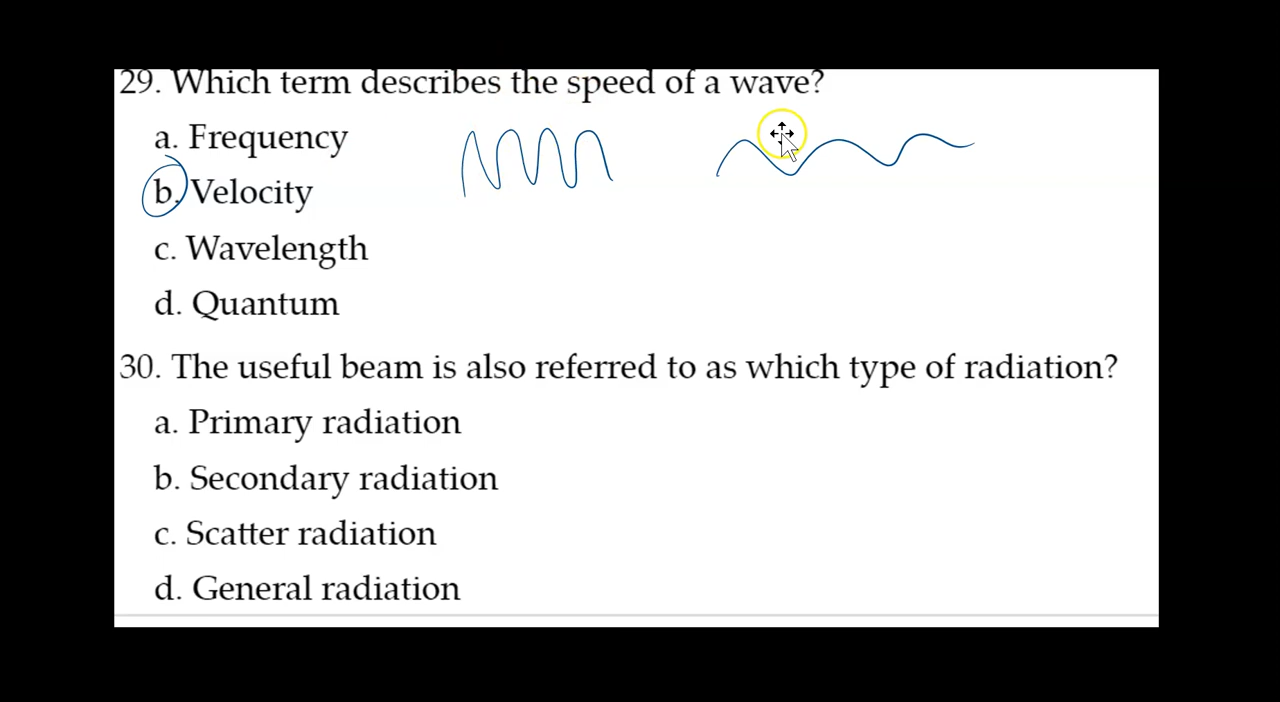 29. Which term describes the speed of a wave?
a. Frequency
b. Velocity
c. Wavelength
d. Quantum
30. The useful beam is also referred to as which type of radiation?
a. Primary radiation
b. Secondary radiation
c. Scatter radiation
d. General radiation